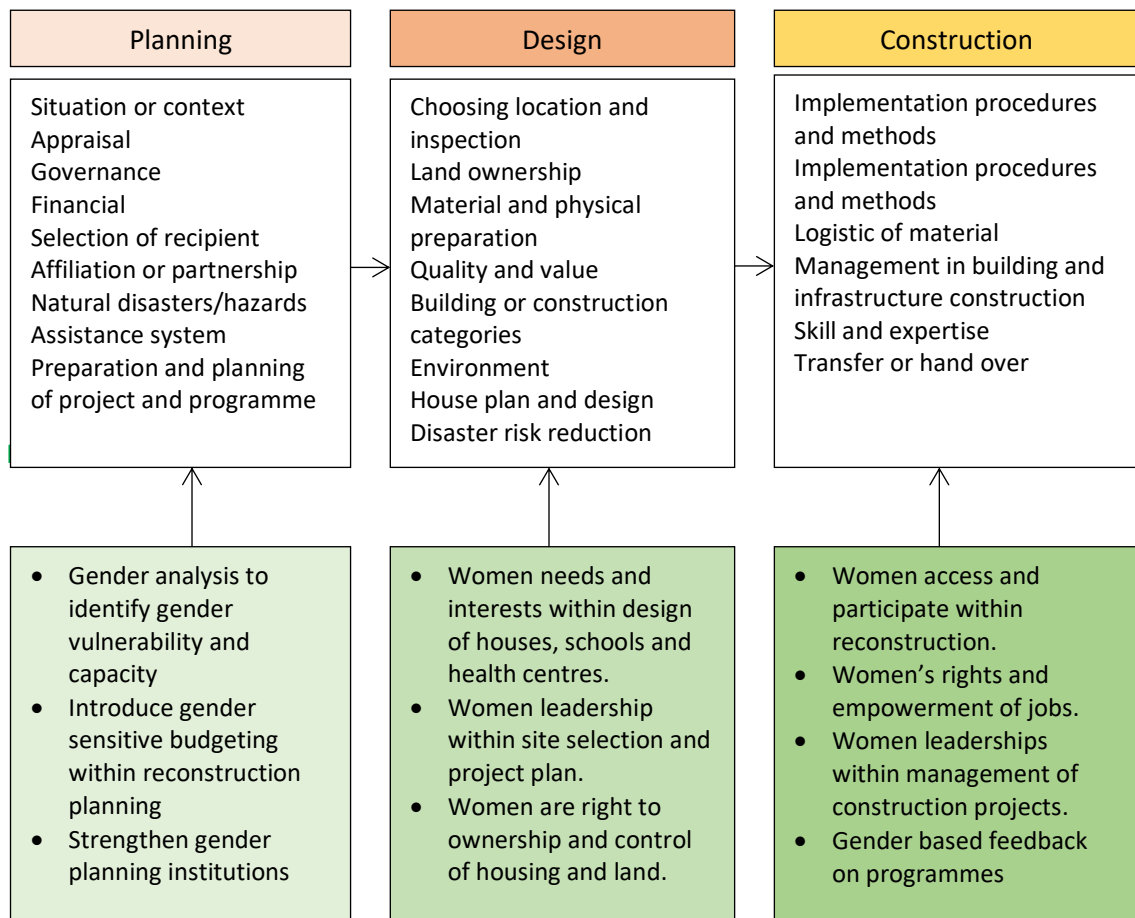 Planning
Situation or context
Appraisal
Governance
Financial
Selection of recipient
Affiliation or partnership
Natural disasters/hazards
Assistance system
Preparation and planning
of project and programme
Design
Choosing location and
inspection
Land ownership
Material and physical
preparation
Quality and value
Building or construction
categories
Environment
House plan and design
Disaster risk reduction
Construction
Implementation procedures
and methods
Implementation procedures
and methods
Logistic of material
Management in building and
infrastructure construction
Skill and expertise
Transfer or hand over
• Gender analysis to
identify gender
vulnerability and
capacity
• Introduce gender
sensitive budgeting
within reconstruction
planning
• Strengthen gender
planning institutions
• Women needs and
interests within design
of houses, schools and
health centres.
• Women leadership
within site selection and
project plan.
• Women are right to
ownership and control
of housing and land.
• Women access and
participate within
reconstruction.
• Women’s rights and
empowerment of jobs.
• Women leaderships
within management of
construction projects.
• Gender based feedback
on programmes